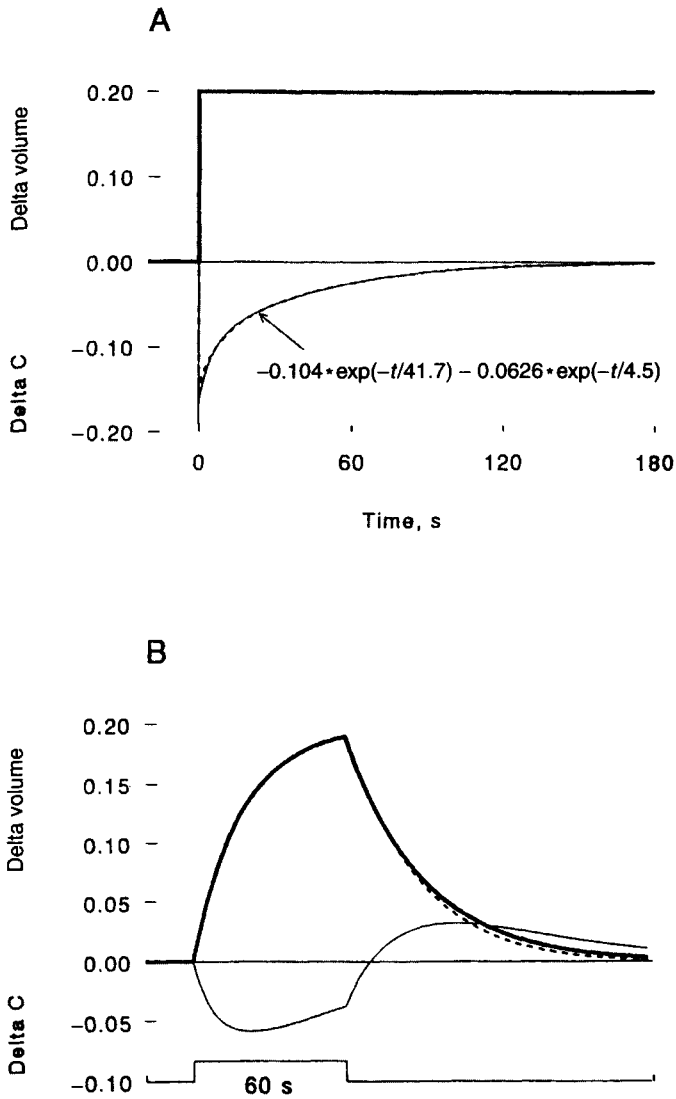 A
Delta volume
0.20
0.10
0.00
Delta C
−0.10
−0.20
−0.104*exp(−t/41.7) − 0.0626*exp(−t/4.5)
0 60 120 180
Time, s
B
Delta volume
0.20
0.15
0.10
0.05
0.00
Delta C
−0.05
−0.10
60 s